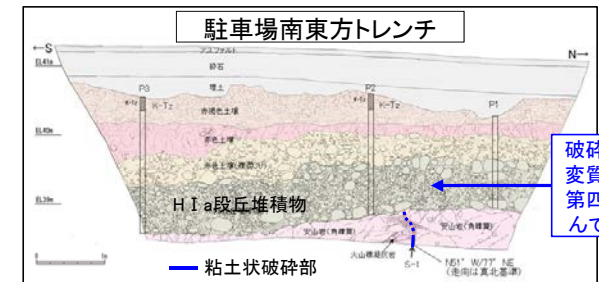 駐車場南東方トレンチ
←S
N→
アスファルト
EL41m
砕石
P3
埋土
P2
K-Tz
K-Tz
K-Tz
K-Tz
P1
赤褐色土壌
EL40m
赤色土壌
赤色土壌(礫混入り)
破砕
変質
第四
んで
EL39m
HⅠa段丘堆積物
安山岩(角礫質)
安山岩(角礫質)
火山礫凝灰岩
S-1
N51°W/77°NE
(走向は真北基準)
粘土状破砕部
0
1m